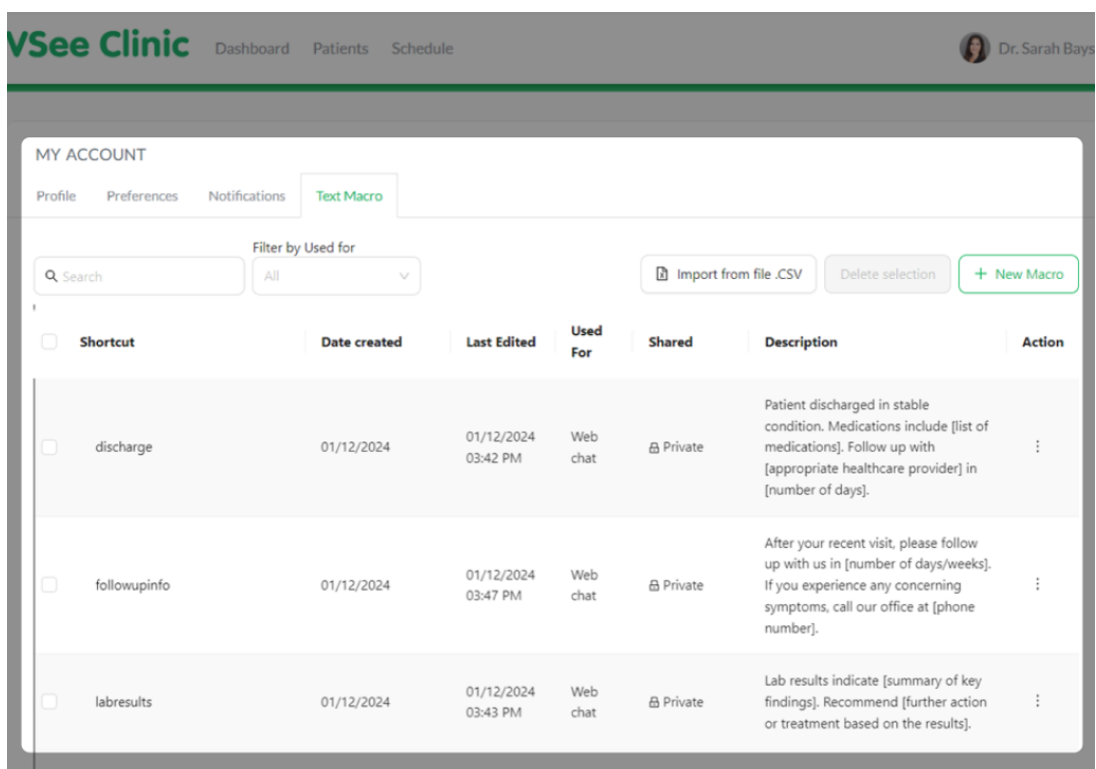 VSee Clinic Dashboard Patients Schedule Dr. Sarah Bays
MY ACCOUNT
Profile Preferences Notifications Text Macro
Filter by Used for
Search All Import from file .CSV Delete selection + New Macro
Shortcut Date created Last Edited Used For Shared Description Action
discharge 01/12/2024 01/12/2024 03:42 PM Web chat Private
Patient discharged in stable
condition. Medications include [list of
medications]. Follow up with
[appropriate healthcare provider] in
[number of days].
followupinfo 01/12/2024 01/12/2024 03:47 PM Web chat Private
After your recent visit, please follow
up with us in [number of days/weeks].
If you experience any concerning
symptoms, call our office at [phone
number].
labresults 01/12/2024 01/12/2024 03:43 PM Web chat Private
Lab results indicate [summary of key
findings]. Recommend [further action
or treatment based on the results].